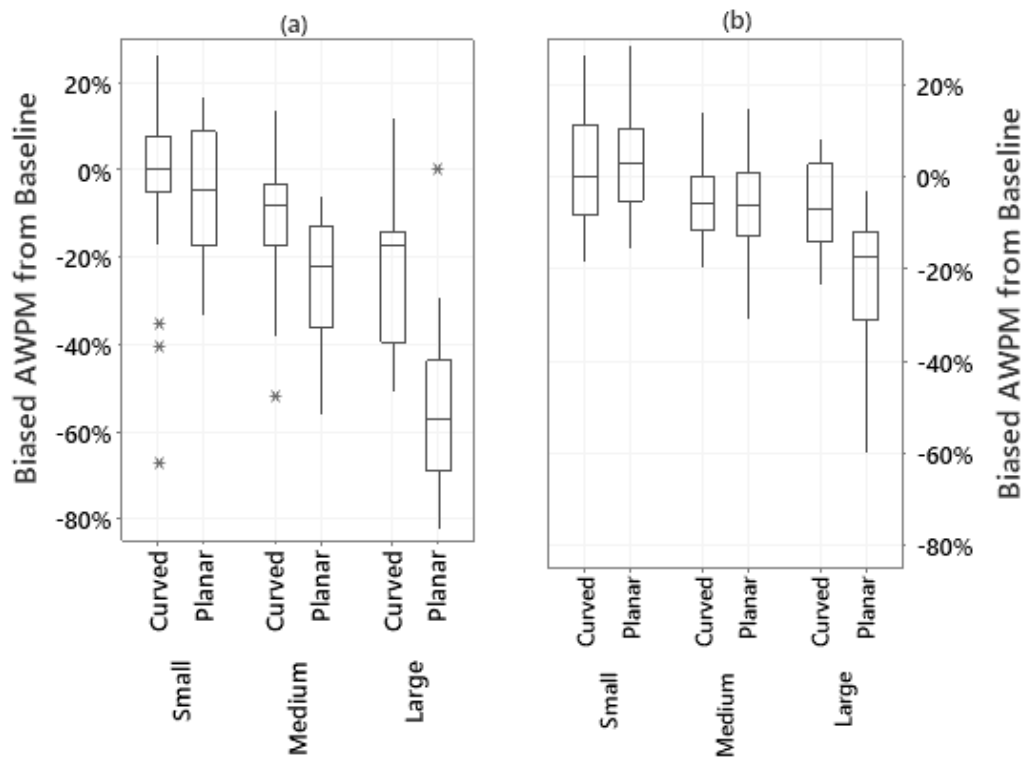 (a)
Biased AWPM from Baseline
20%
0%
-20%
-40%
-60%
-80%
Curved
Planar
Curved
Planar
Curved
Planar
Small
Medium
Large
(b)
20%
0%
-20%
-40%
-60%
-80%
Biased AWPM from Baseline
Curved
Planar
Curved
Planar
Curved
Planar
Small
Medium
Large